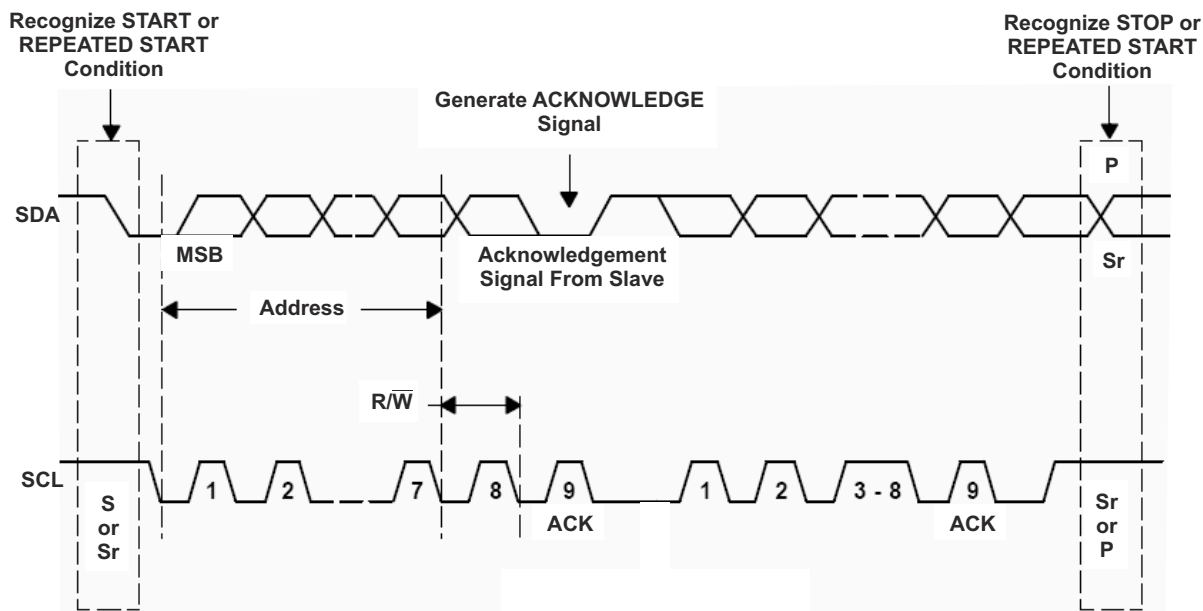 Recognize START or
REPEATED START
Condition
Recognize STOP or
REPEATED START
Condition
Generate ACKNOWLEDGE
Signal
P
SDA
MSB
Acknowledgement
Signal From Slave
Sr
Address
R/W̅
SCL
1
2
7
8
9
1
2
3 - 8
9
S
or
Sr
ACK
ACK
Sr
or
P